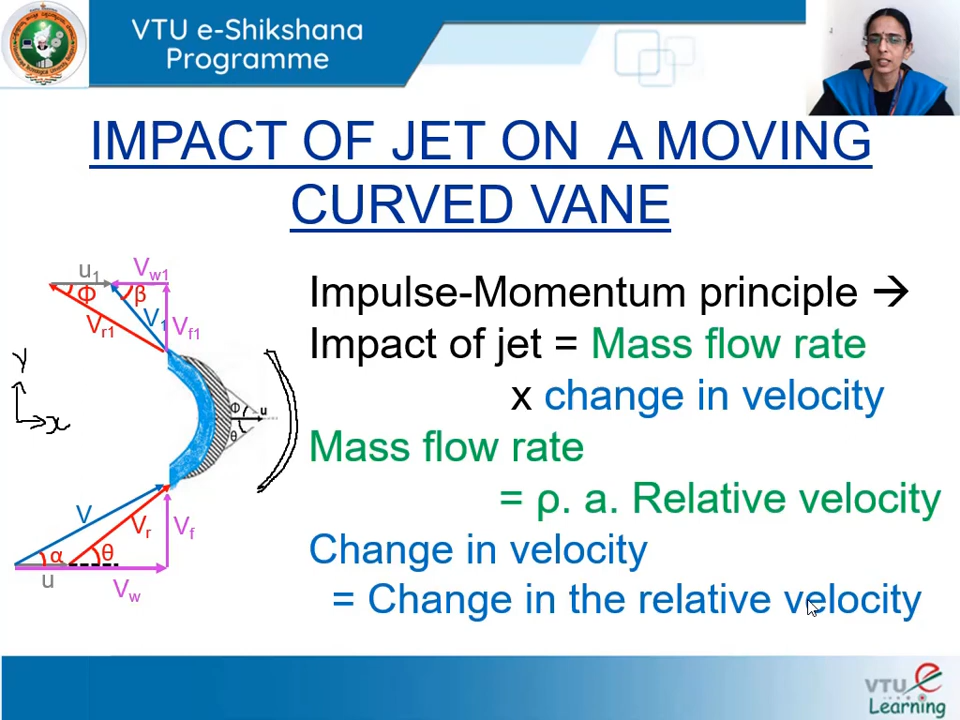 VTU e-Shikshana
Programme
IMPACT OF JET ON A MOVING
CURVED VANE
u1
Vw1
Φ
β
Vr1
V1
Vf1
Y
x
Φ
u
θ
V
Vr
Vf
α
θ
u
Vw
Impulse-Momentum principle →
Impact of jet = Mass flow rate
x change in velocity
Mass flow rate
= ρ. a. Relative velocity
Change in velocity
= Change in the relative velocity
VTU e
Learning